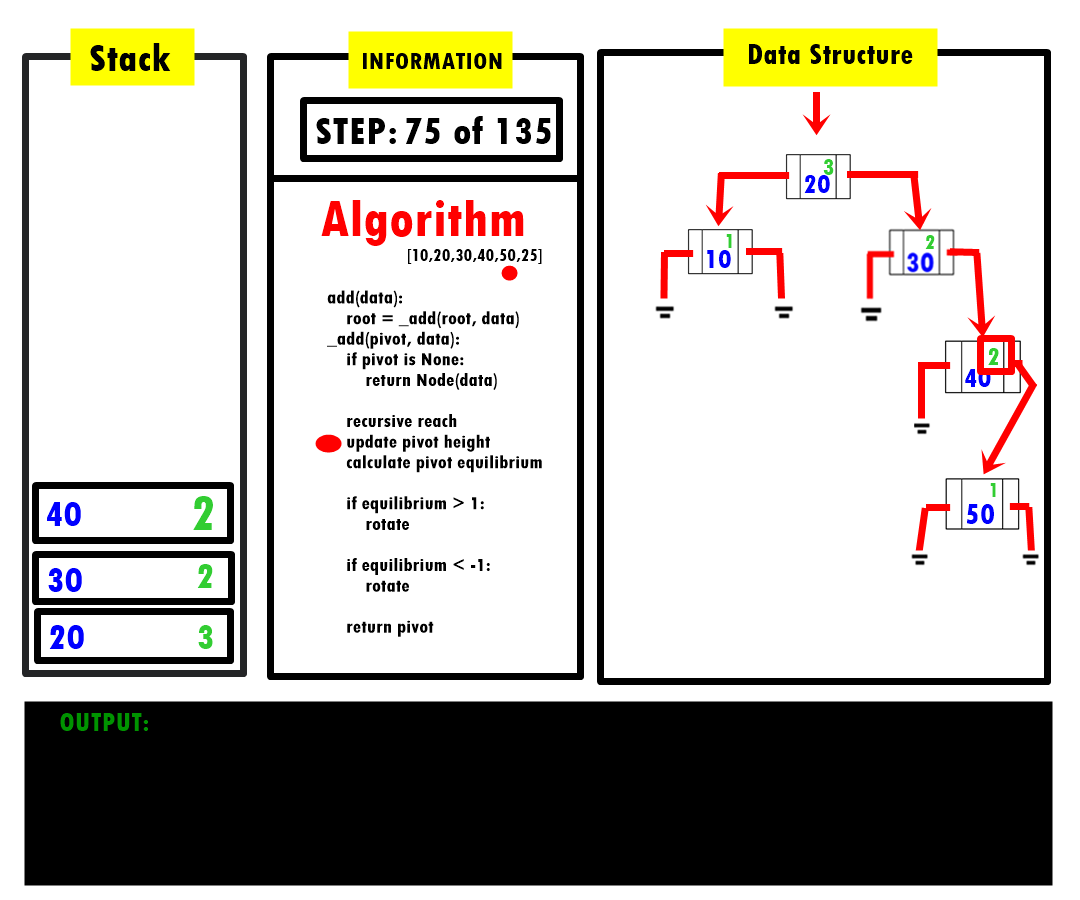 Stack
40 2
30 2
20 3
INFORMATION
STEP: 75 of 135
Algorithm
[10,20,30,40,50,25]
add(data):
root = _add(root, data)
_add(pivot, data):
if pivot is None:
return Node(data)
recursive reach
update pivot height
calculate pivot equilibrium
if equilibrium > 1:
rotate
if equilibrium < -1:
rotate
return pivot
Data Structure
3
20
1
10
2
30
2
40
1
50
OUTPUT: